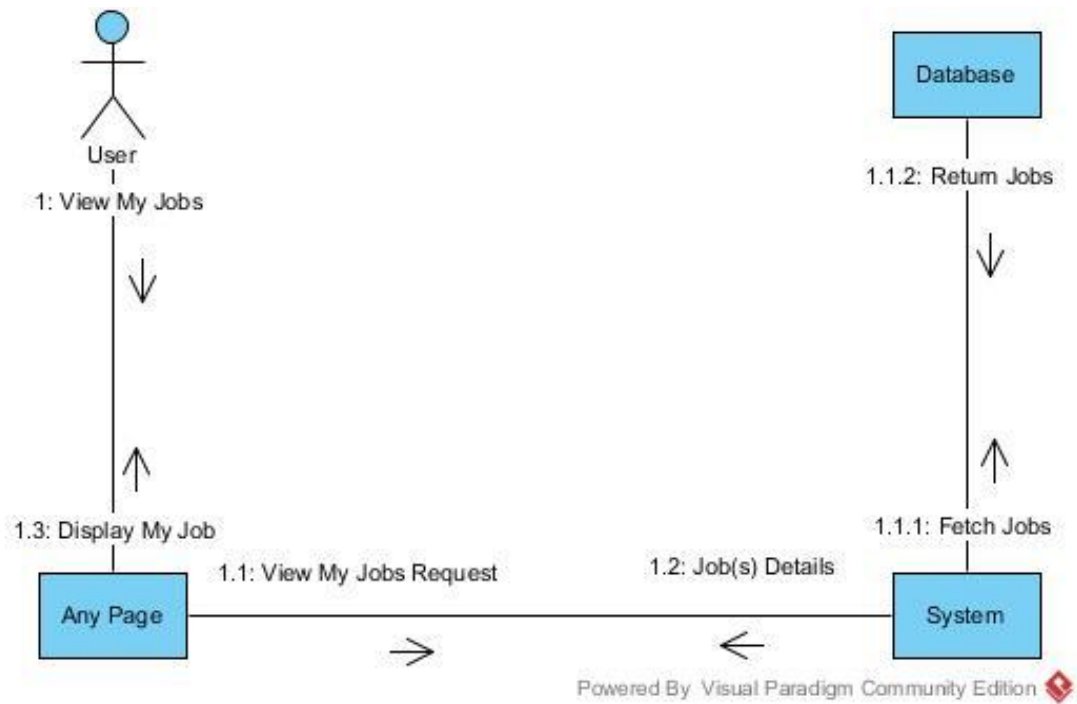 Database
User
1.1.2: Return Jobs
1: View My Jobs
1.3: Display My Job
1.1.1: Fetch Jobs
1.1: View My Jobs Request
1.2: Job(s) Details
Any Page
System
Powered By Visual Paradigm Community Edition